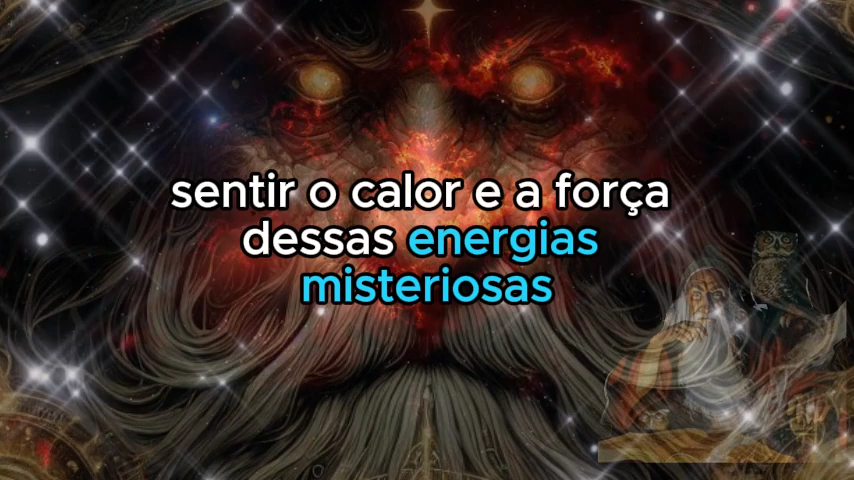 sentir o calor e a força
dessas energias
misteriosas